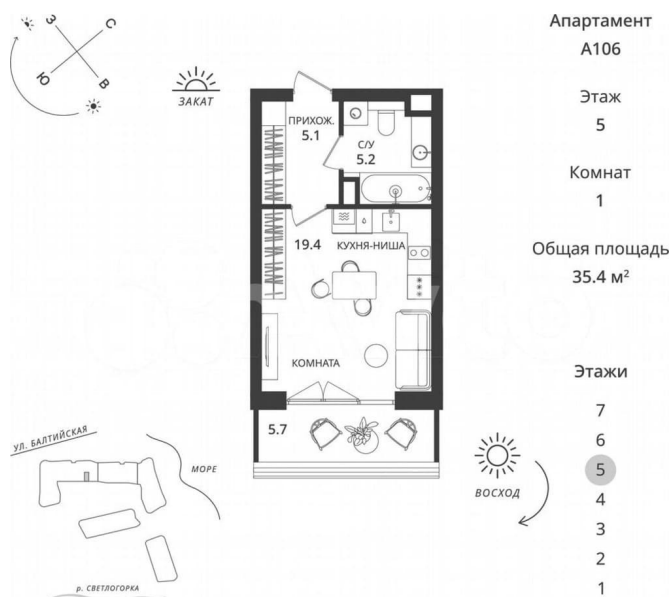 З
С
Ю
В
ЗАКАТ
Апартамент
А106
Этаж
5
Комнат
1
Общая площадь
35.4 м²
Этажи
7
6
5
4
3
2
1
ПРИХОЖ.
5.1
С/У
5.2
19.4
КУХНЯ-НИША
КОМНАТА
5.7
ВОСХОД
УЛ. БАЛТИЙСКАЯ
МОРЕ
р. СВЕТЛОГОРКА